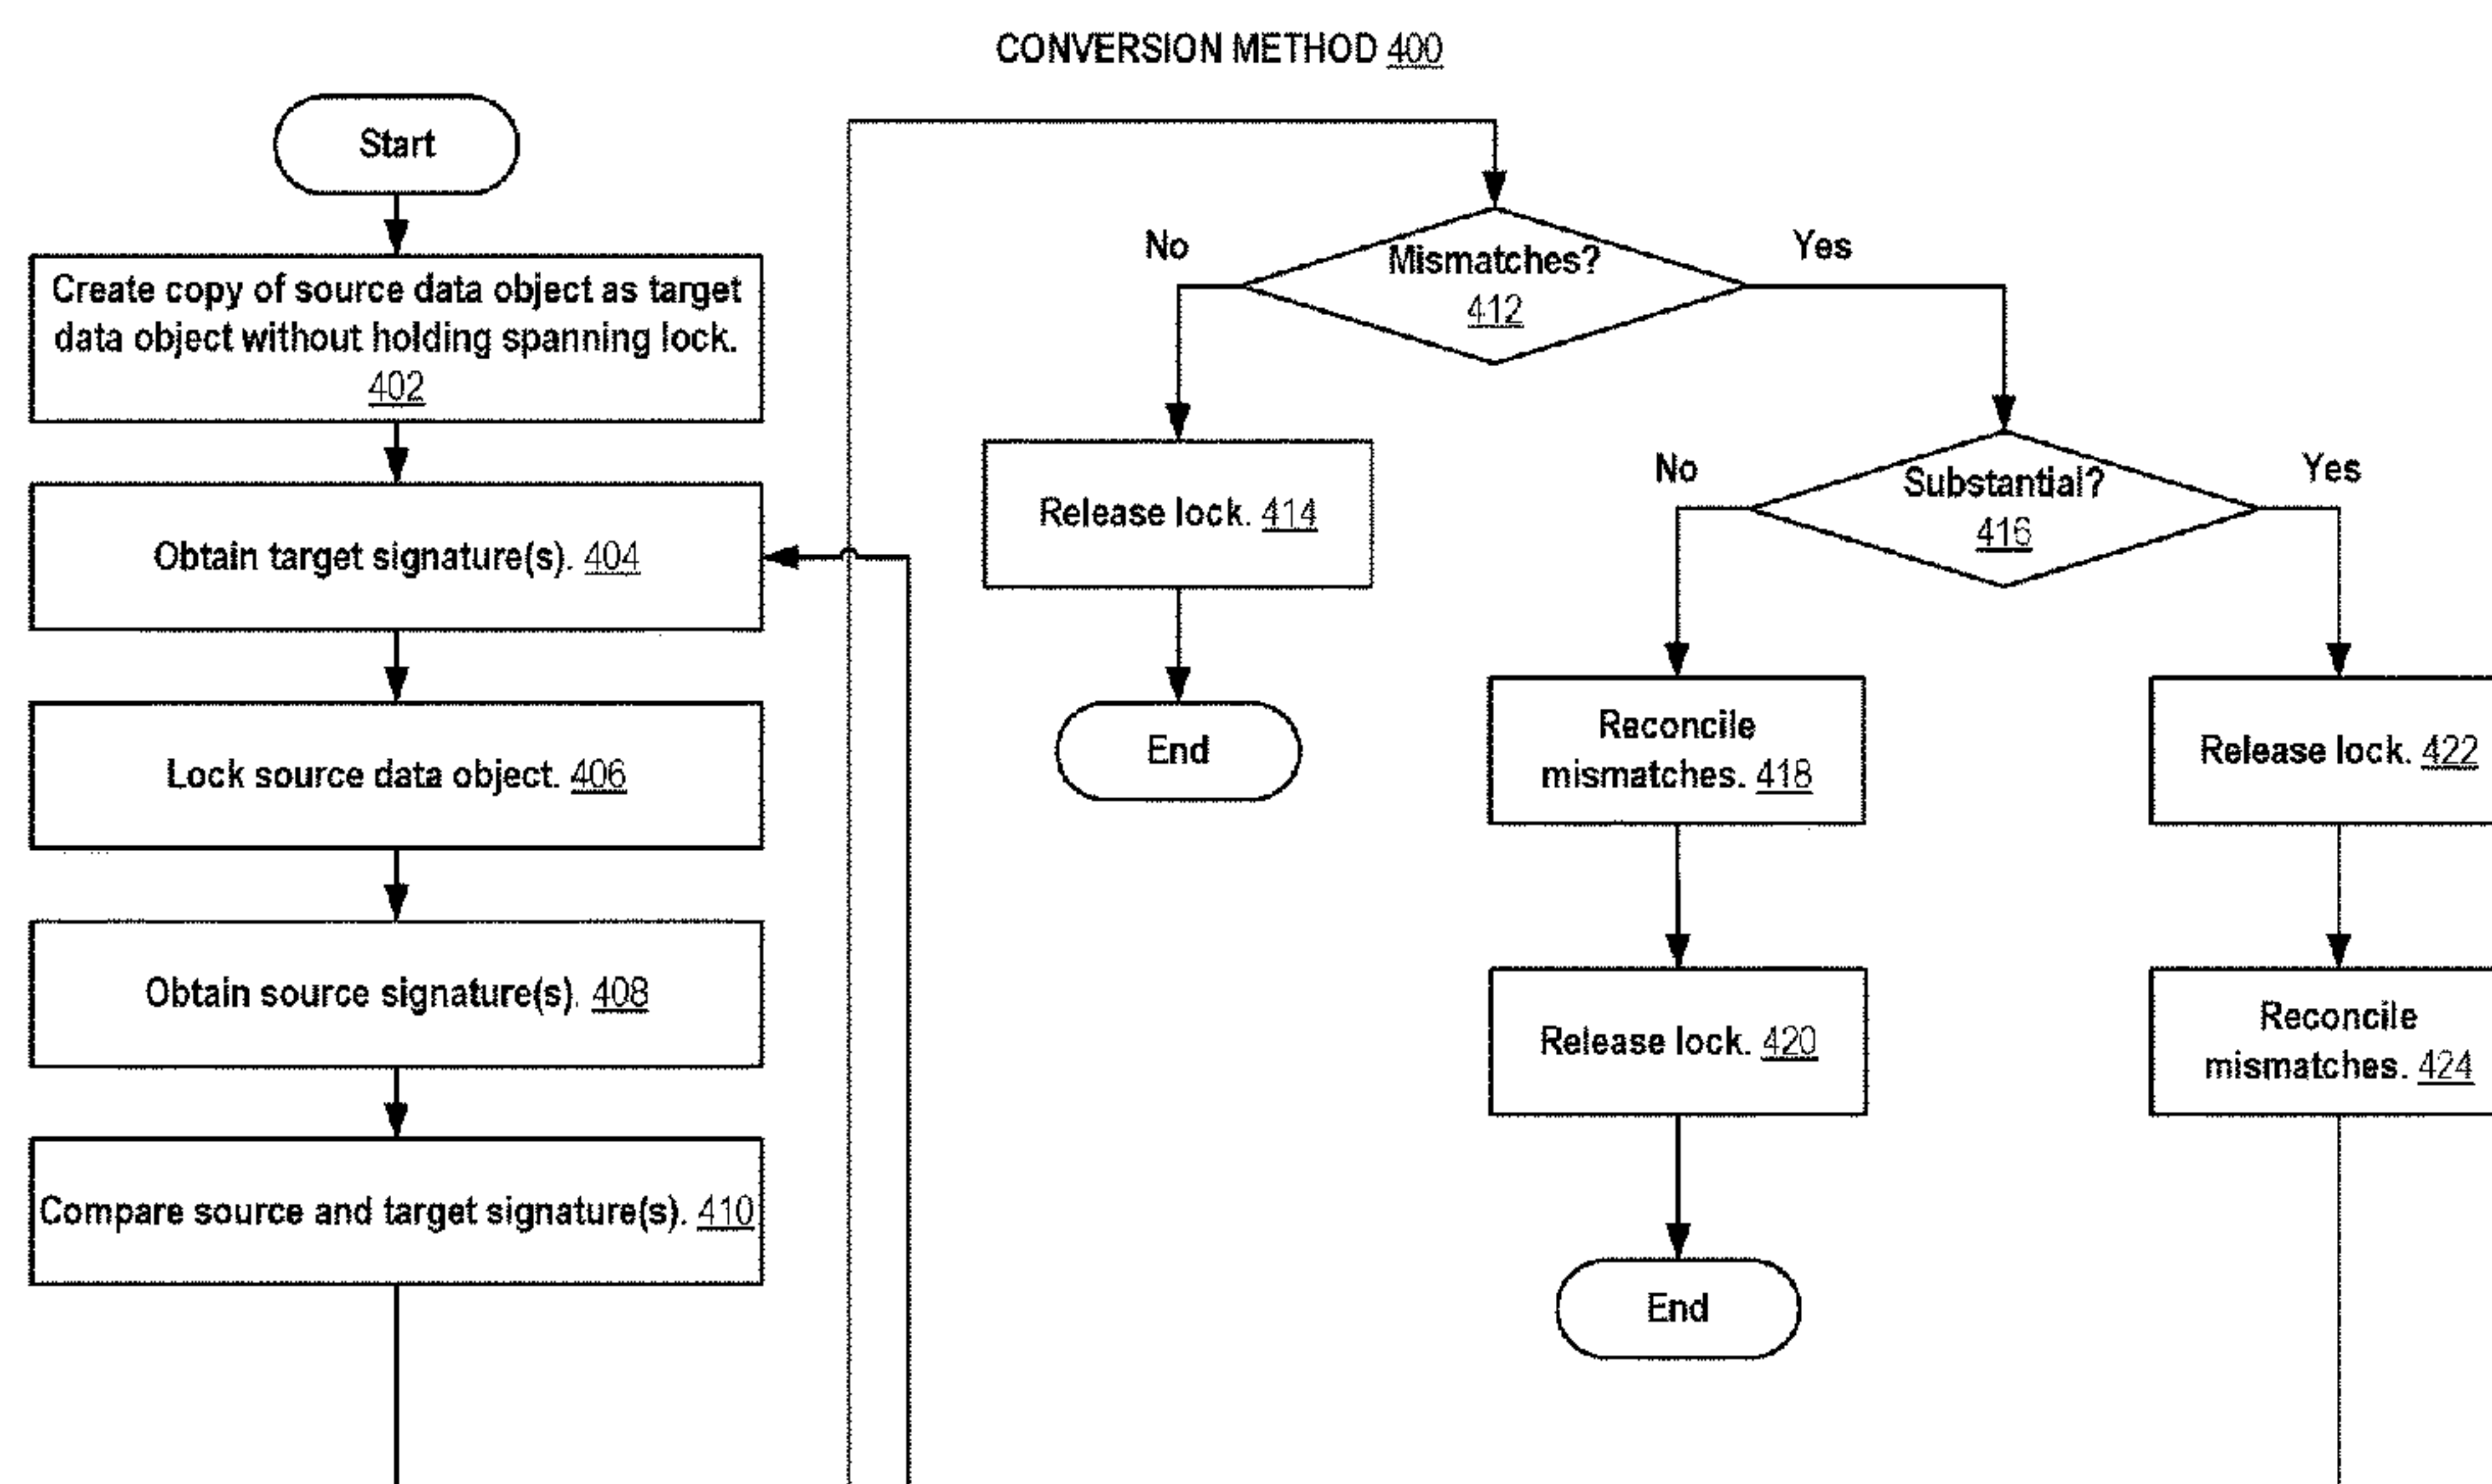 CONVERSION METHOD 400
Start
Create copy of source data object as target
data object without holding spanning lock.
402
Obtain target signature(s). 404
Lock source data object. 406
Obtain source signature(s). 408
Compare source and target signature(s). 410
No
Mismatches?
412
Yes
Release lock. 414
End
No
Substantial?
416
Yes
Reconcile
mismatches. 418
Release lock. 420
End
Release lock. 422
Reconcile
mismatches. 424